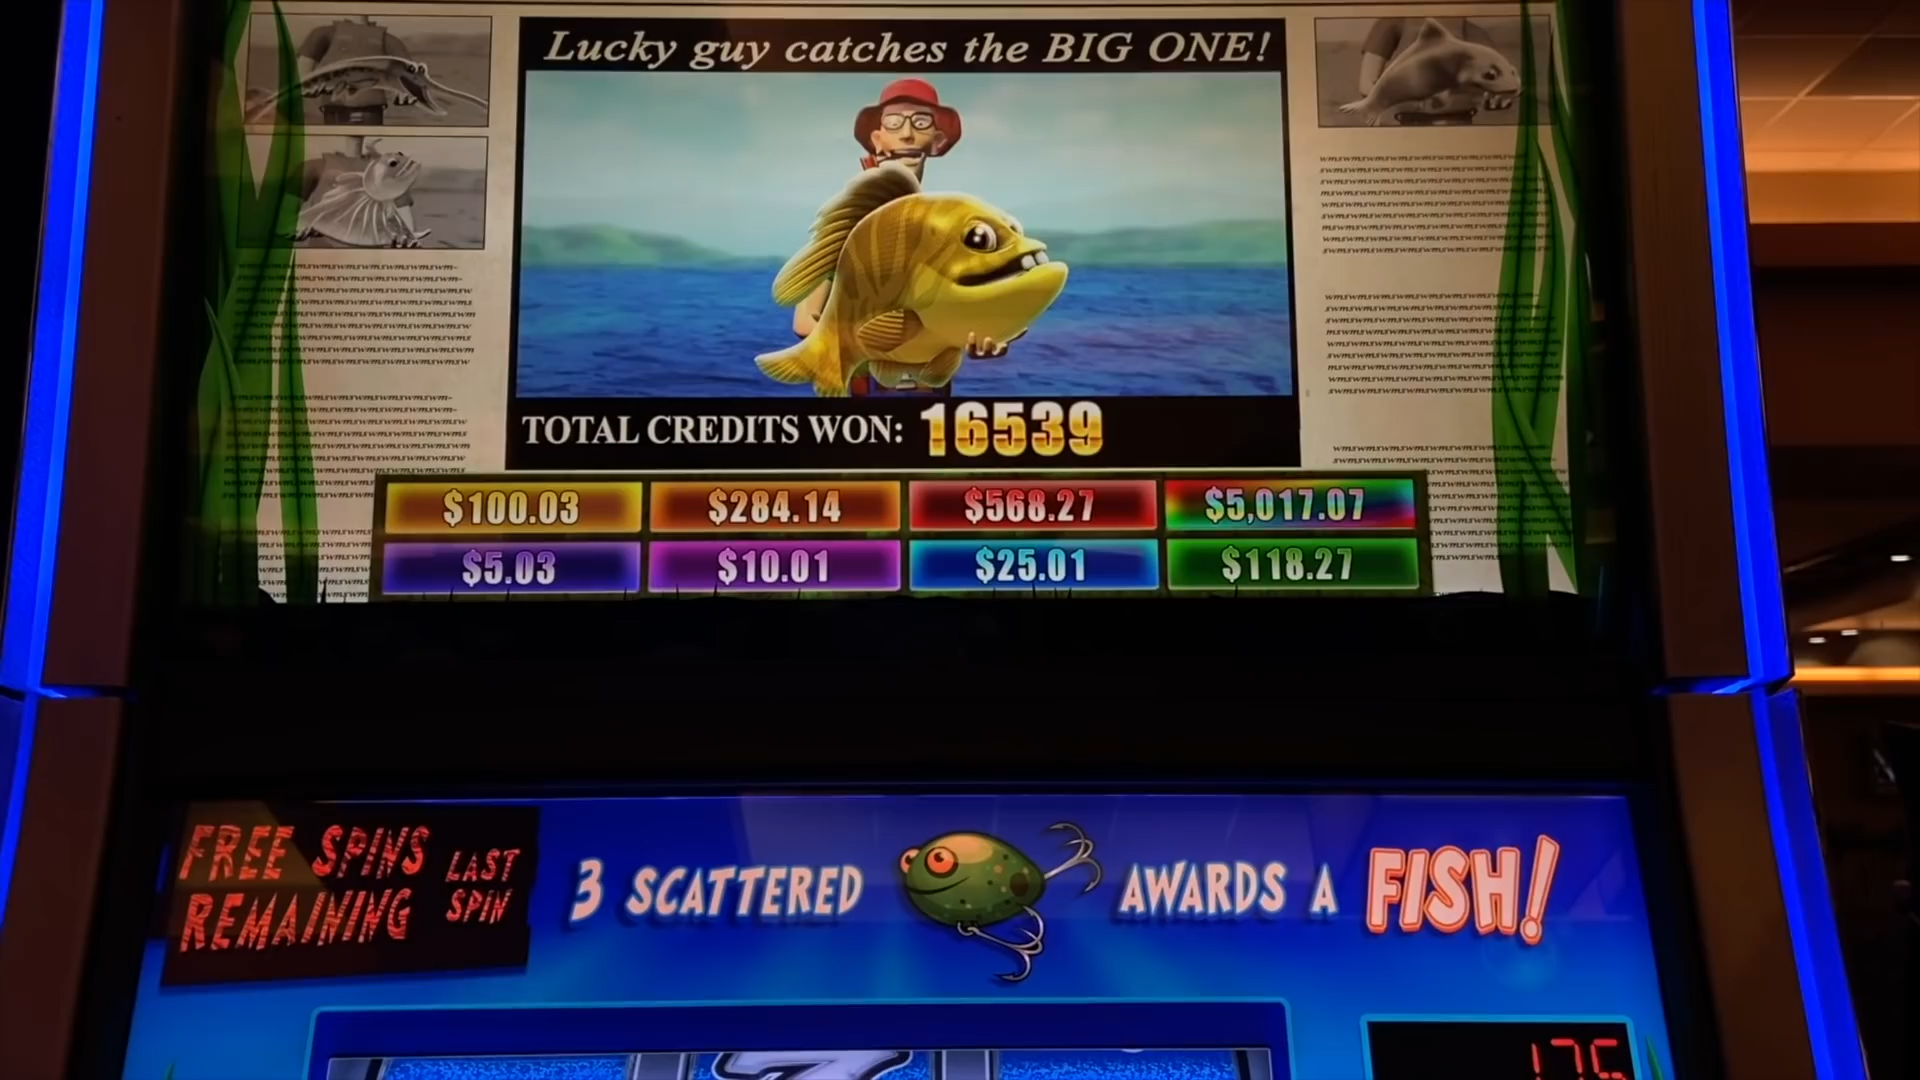 Lucky guy catches the BIG ONE!
TOTAL CREDITS WON: 16539
$100.03 $284.14 $568.27 $5,017.07
$5.03 $10.01 $25.01 $118.27
FREE SPINS REMAINING LAST SPIN
3 SCATTERED AWARDS A FISH!
175